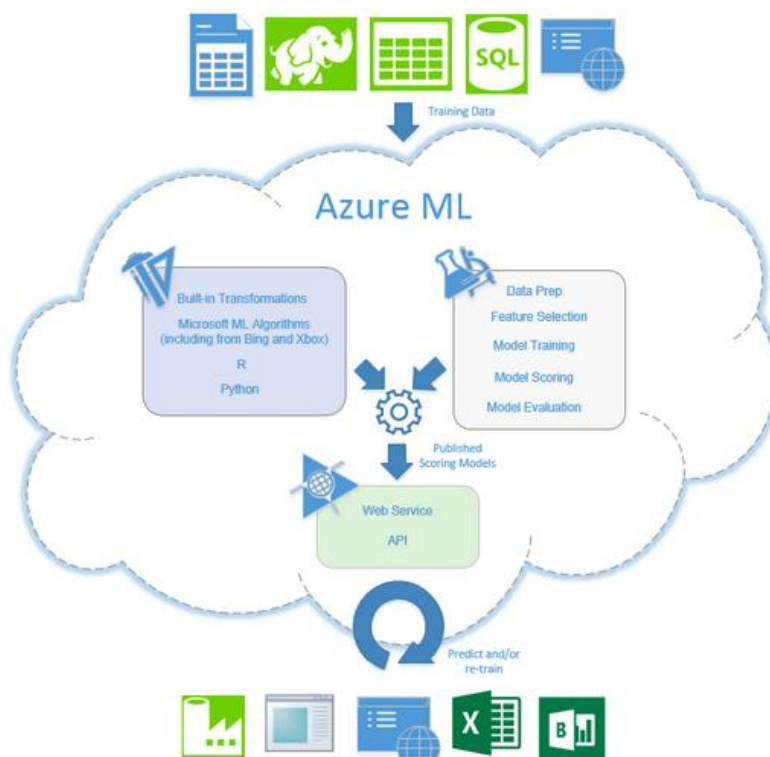 SQL
Training Data
Azure ML
Built-in Transformations
Microsoft ML Algorithms
(including from Bing and Xbox)
R
Python
Data Prep
Feature Selection
Model Training
Model Scoring
Model Evaluation
Published
Scoring Models
Web Service
API
Predict and/or
re-train
X
B